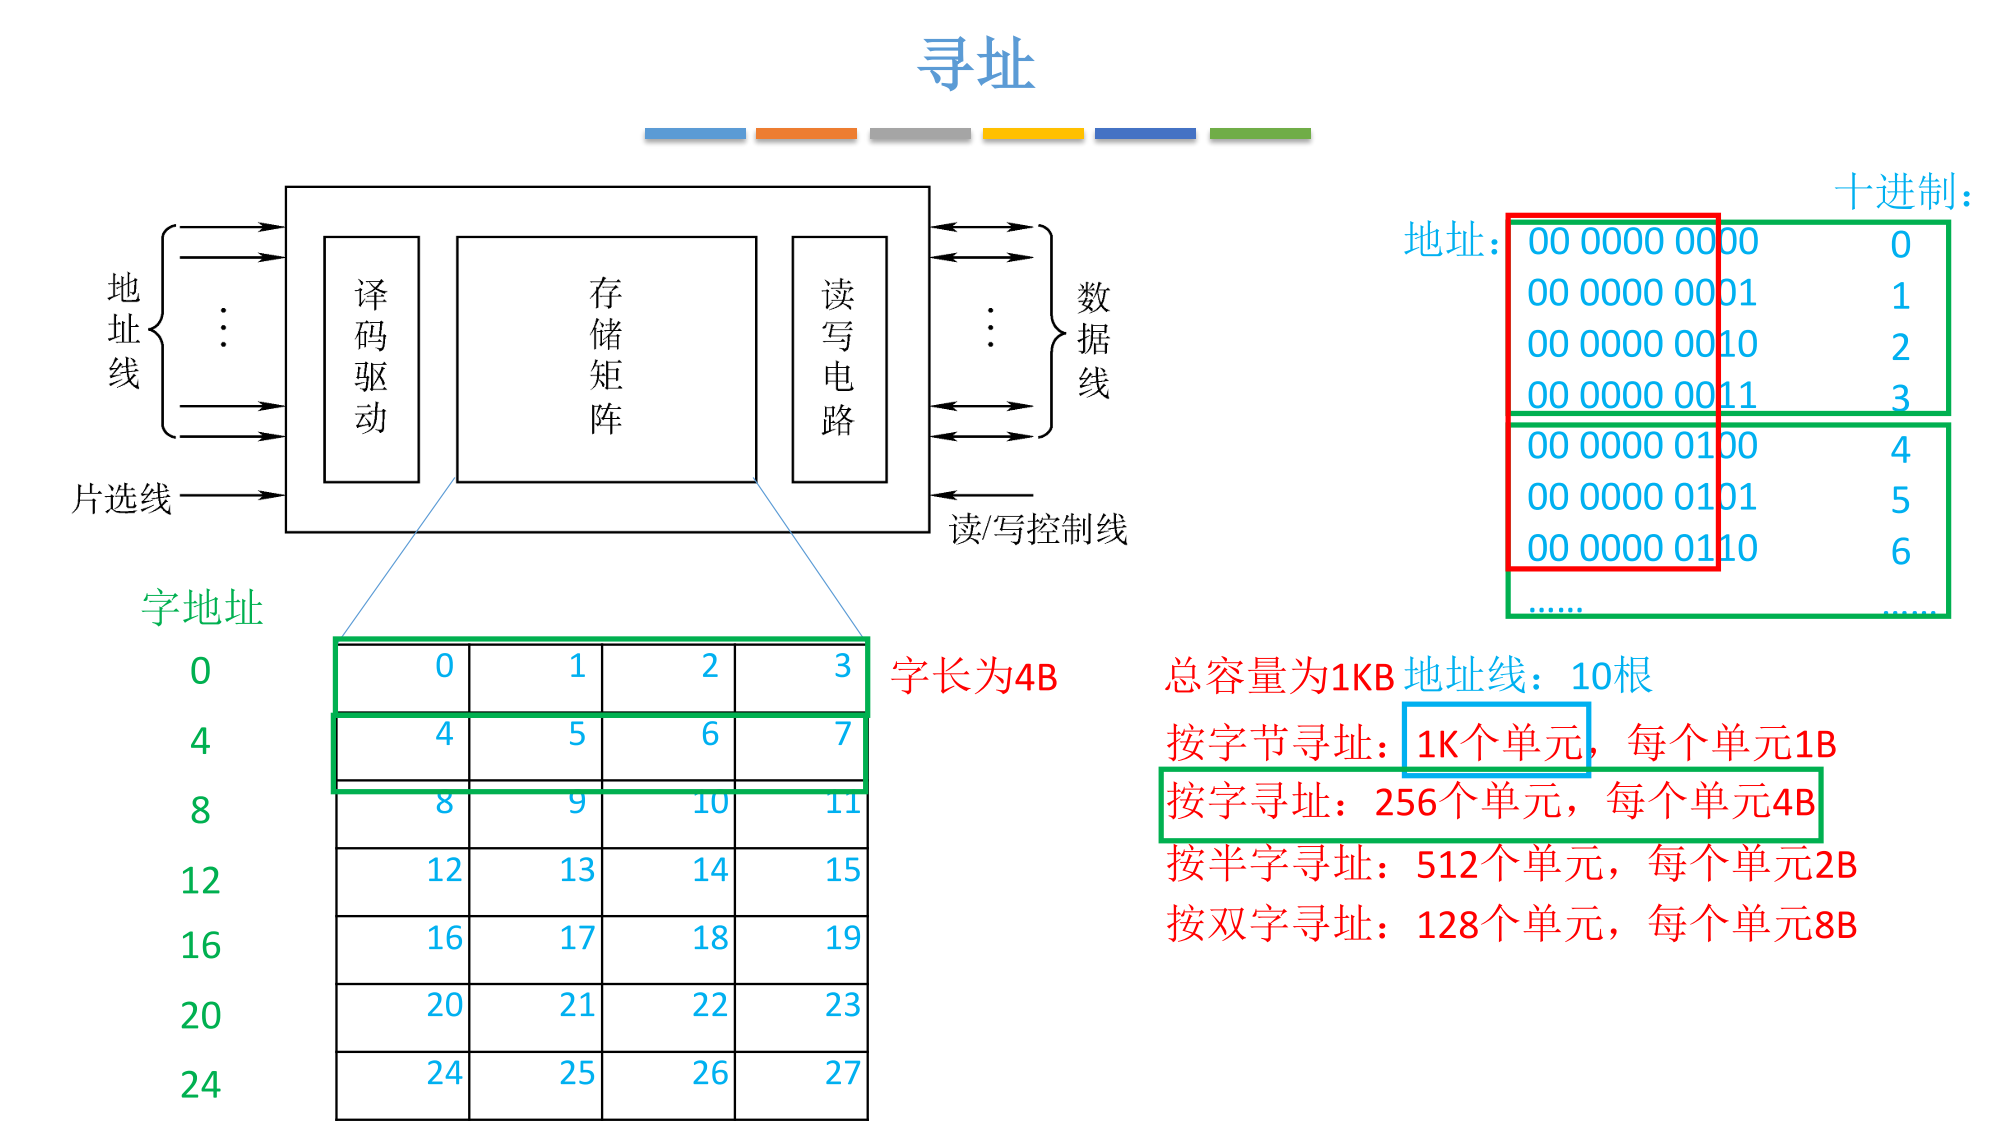 寻址
地址线
片选线
译码驱动
存储矩阵
读写电路
数据线
读/写控制线
十进制：
地址：
00 0000 0000 0
00 0000 0001 1
00 0000 0010 2
00 0000 0011 3
00 0000 0100 4
00 0000 0101 5
00 0000 0110 6
...... ......
字地址
0 0 1 2 3
4 4 5 6 7
8 8 9 10 11
12 12 13 14 15
16 16 17 18 19
20 20 21 22 23
24 24 25 26 27
字长为4B
总容量为1KB 地址线：10根
按字节寻址：1K个单元，每个单元1B
按字寻址：256个单元，每个单元4B
按半字寻址：512个单元，每个单元2B
按双字寻址：128个单元，每个单元8B